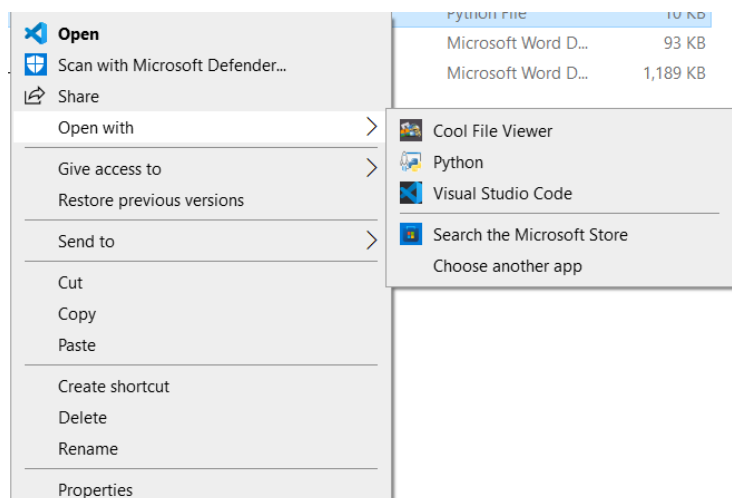 Python File 10 KB
Open
Microsoft Word D... 93 KB
Scan with Microsoft Defender...
Microsoft Word D... 1,189 KB
Share
Open with
Give access to
Restore previous versions
Send to
Cut
Copy
Paste
Create shortcut
Delete
Rename
Properties
Cool File Viewer
Python
Visual Studio Code
Search the Microsoft Store
Choose another app